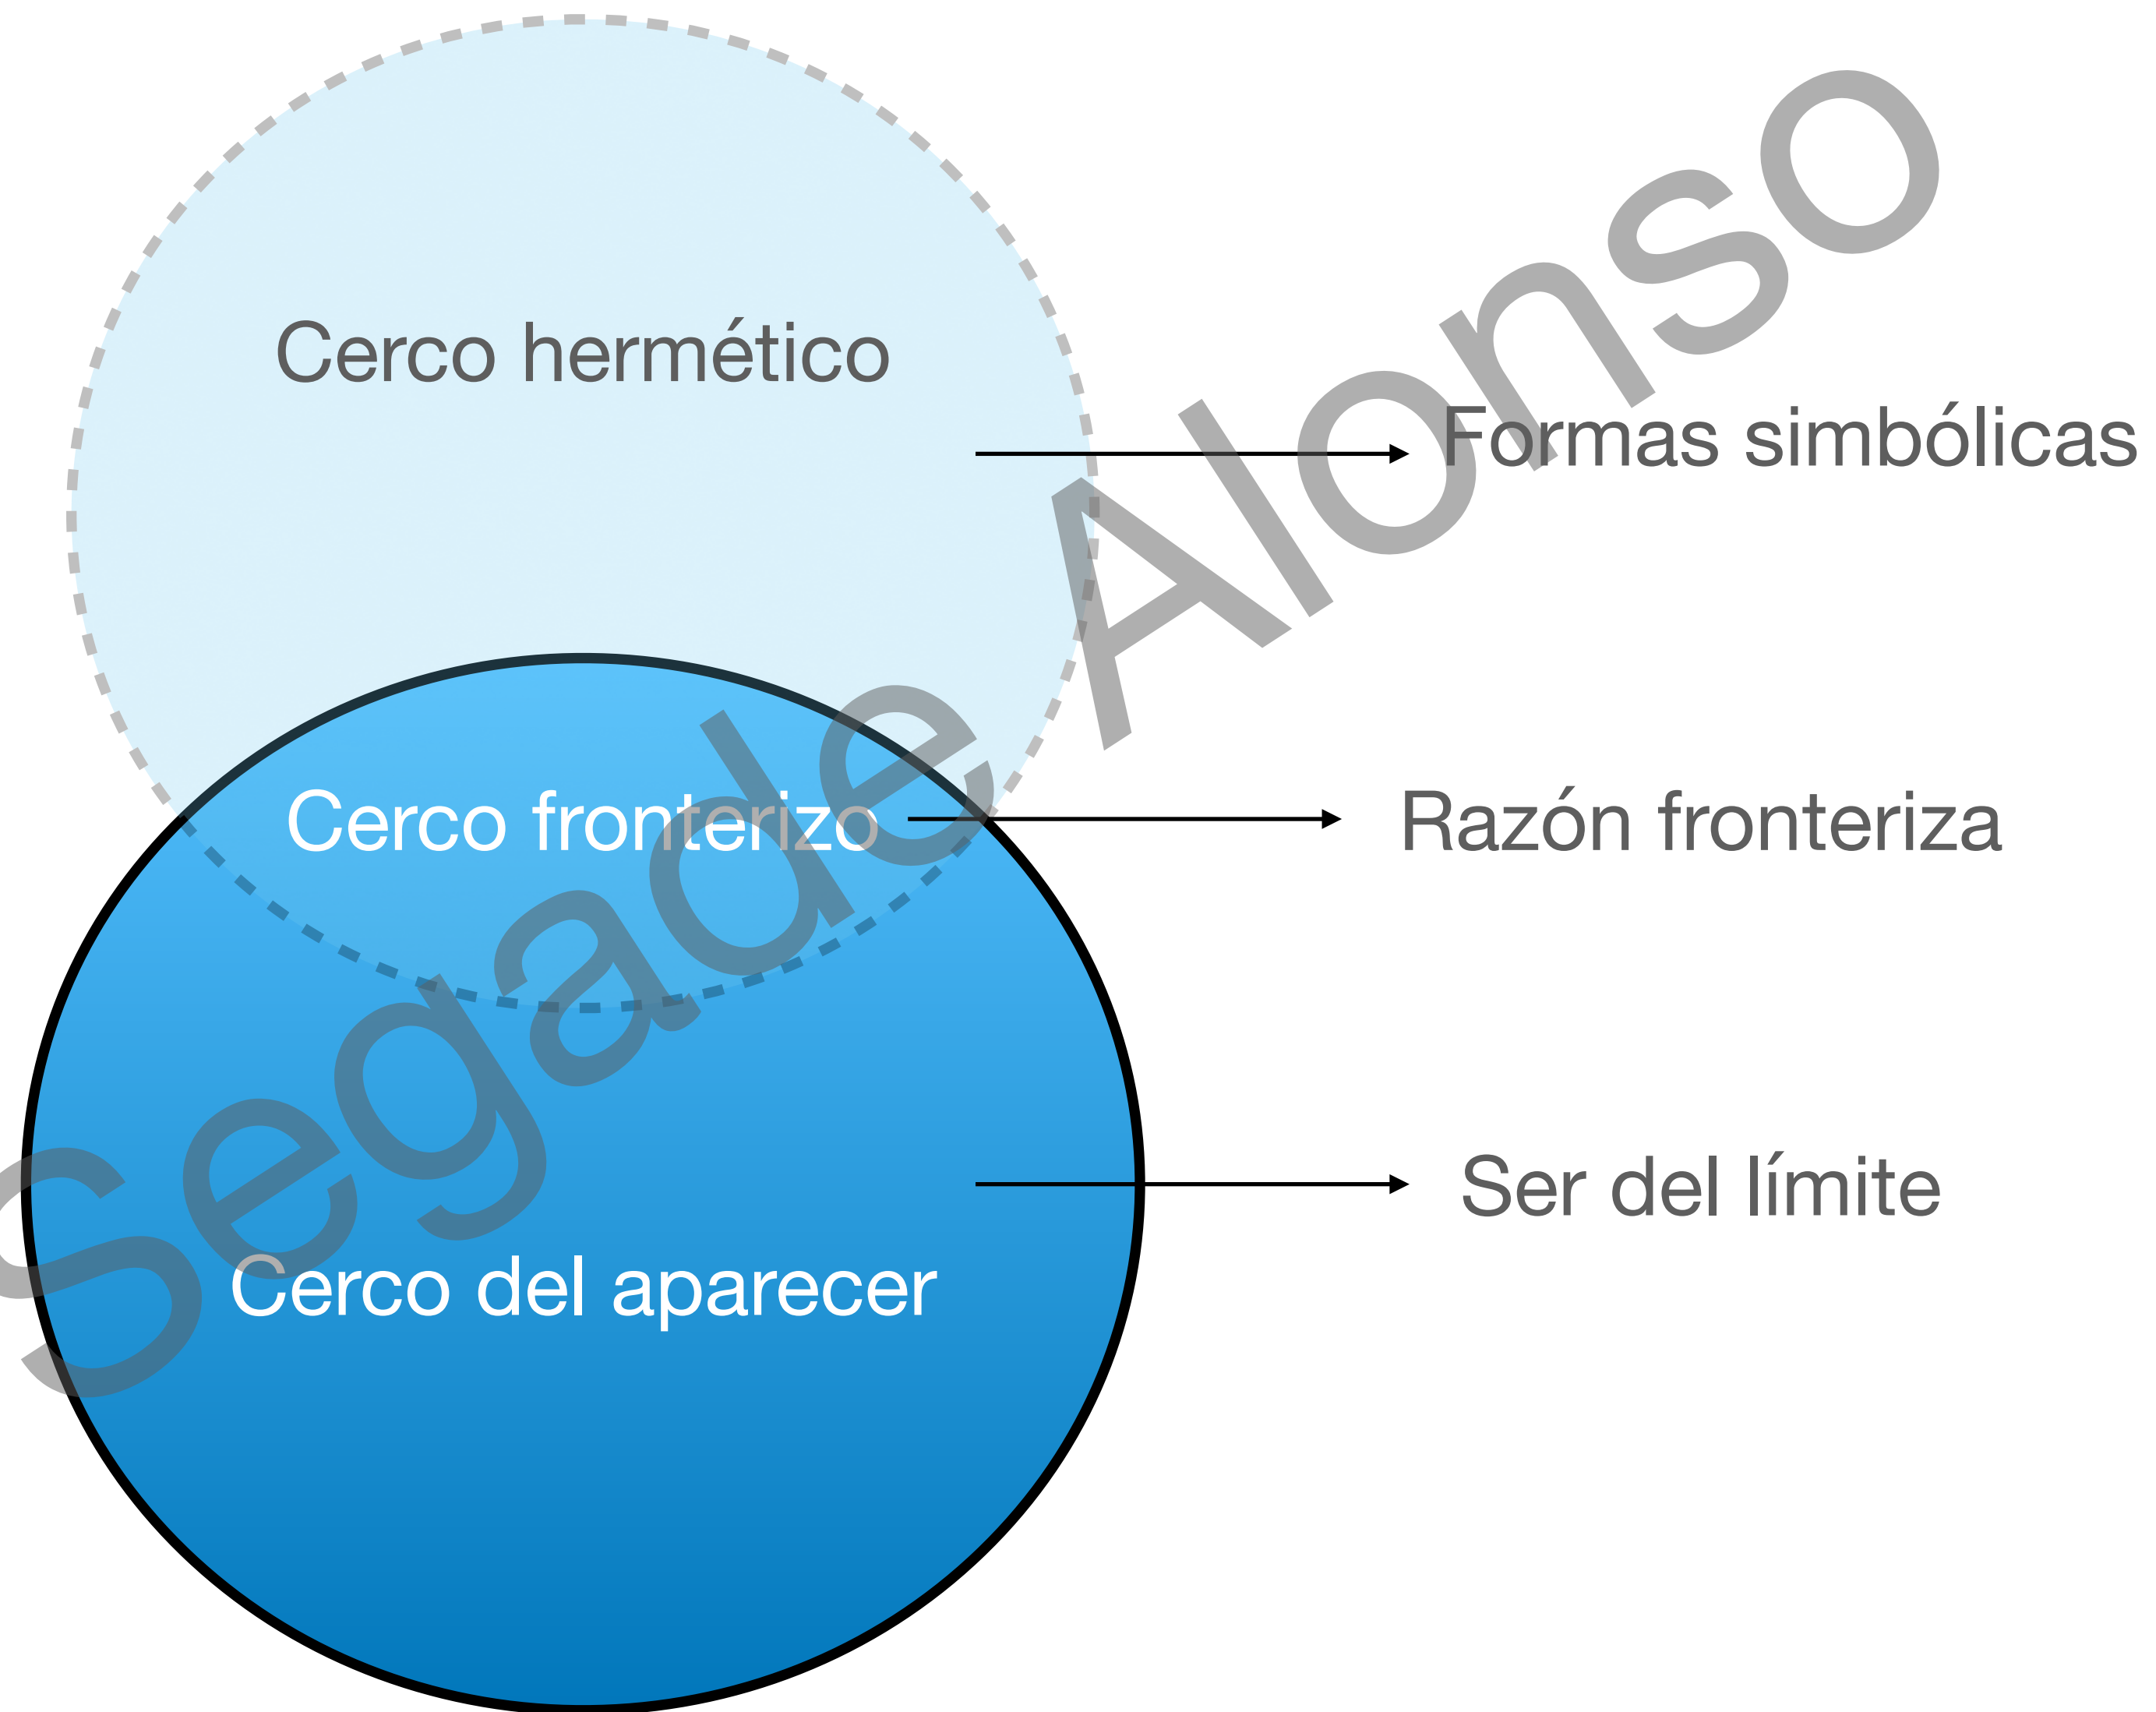 Cerco hermético
Formas simbólicas
Cerco fronterizo
Razón fronteriza
Ser del límite
Cerco del aparecer
Segade Alonso